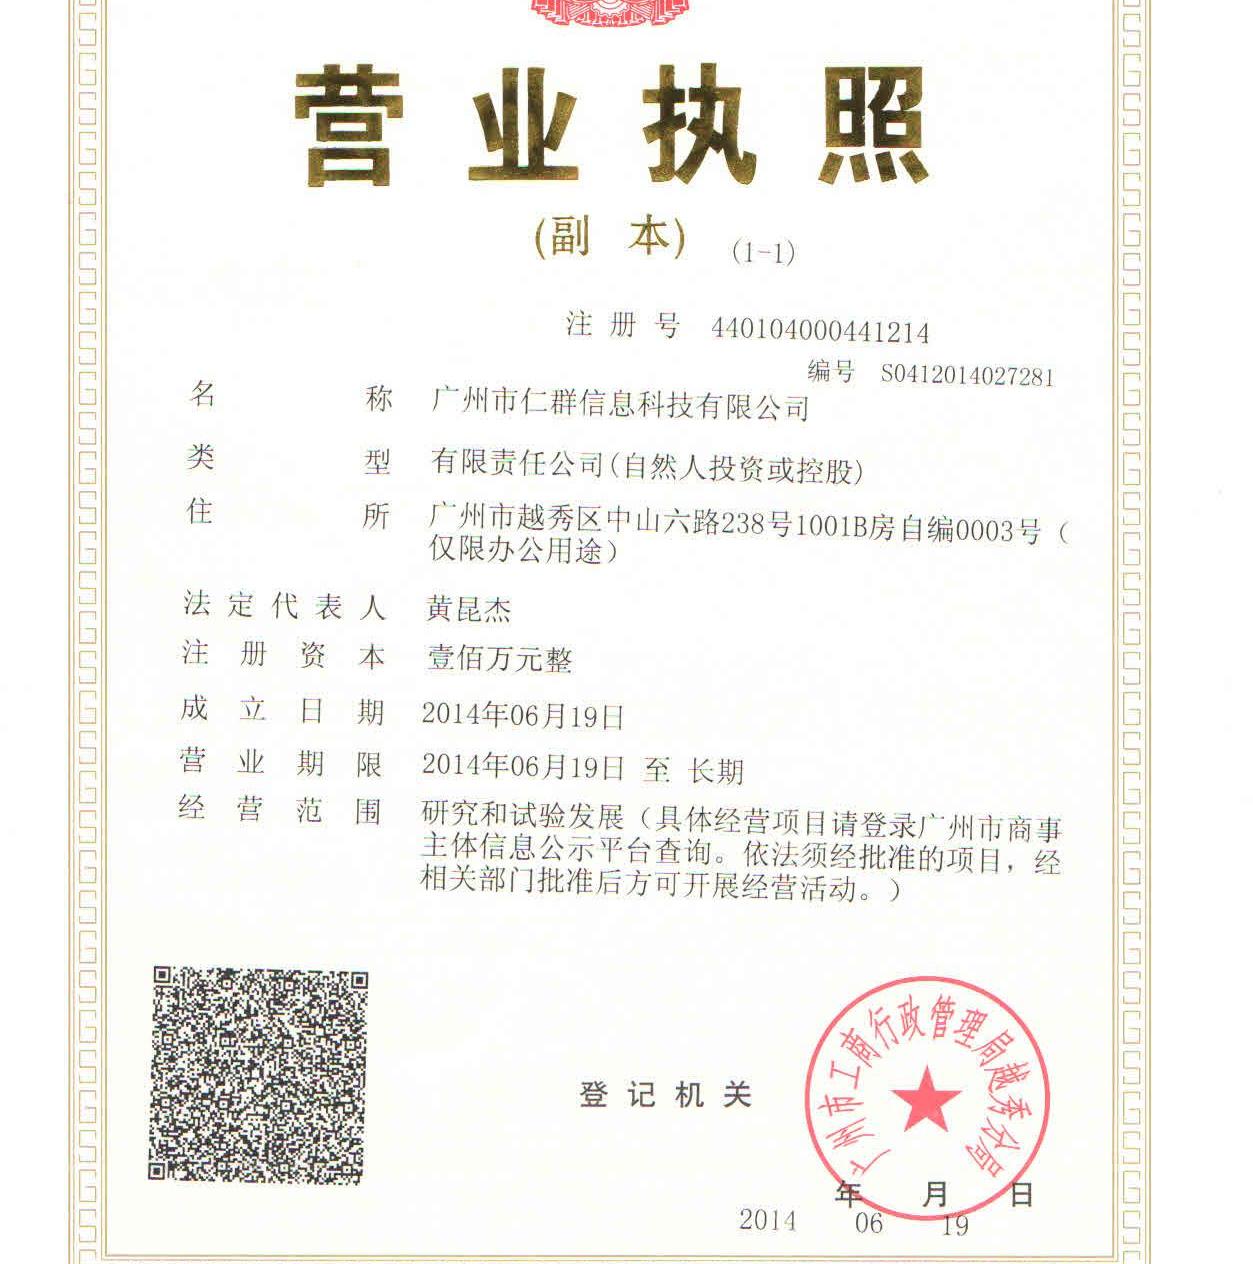 营业执照
(副 本) (1-1)
注册号 440104000441214
编号 S0412014027281
名称 广州市仁群信息科技有限公司
类型 有限责任公司(自然人投资或控股)
住所 广州市越秀区中山六路238号1001B房自编0003号（
仅限办公用途）
法定代表人 黄昆杰
注册资本 壹佰万元整
成立日期 2014年06月19日
营业期限 2014年06月19日 至 长期
经营范围 研究和试验发展（具体经营项目请登录广州市商事
主体信息公示平台查询。依法须经批准的项目，经
相关部门批准后方可开展经营活动。）
广州市工商行政管理局越秀分局
登记机关
年 月 日
2014 06 19